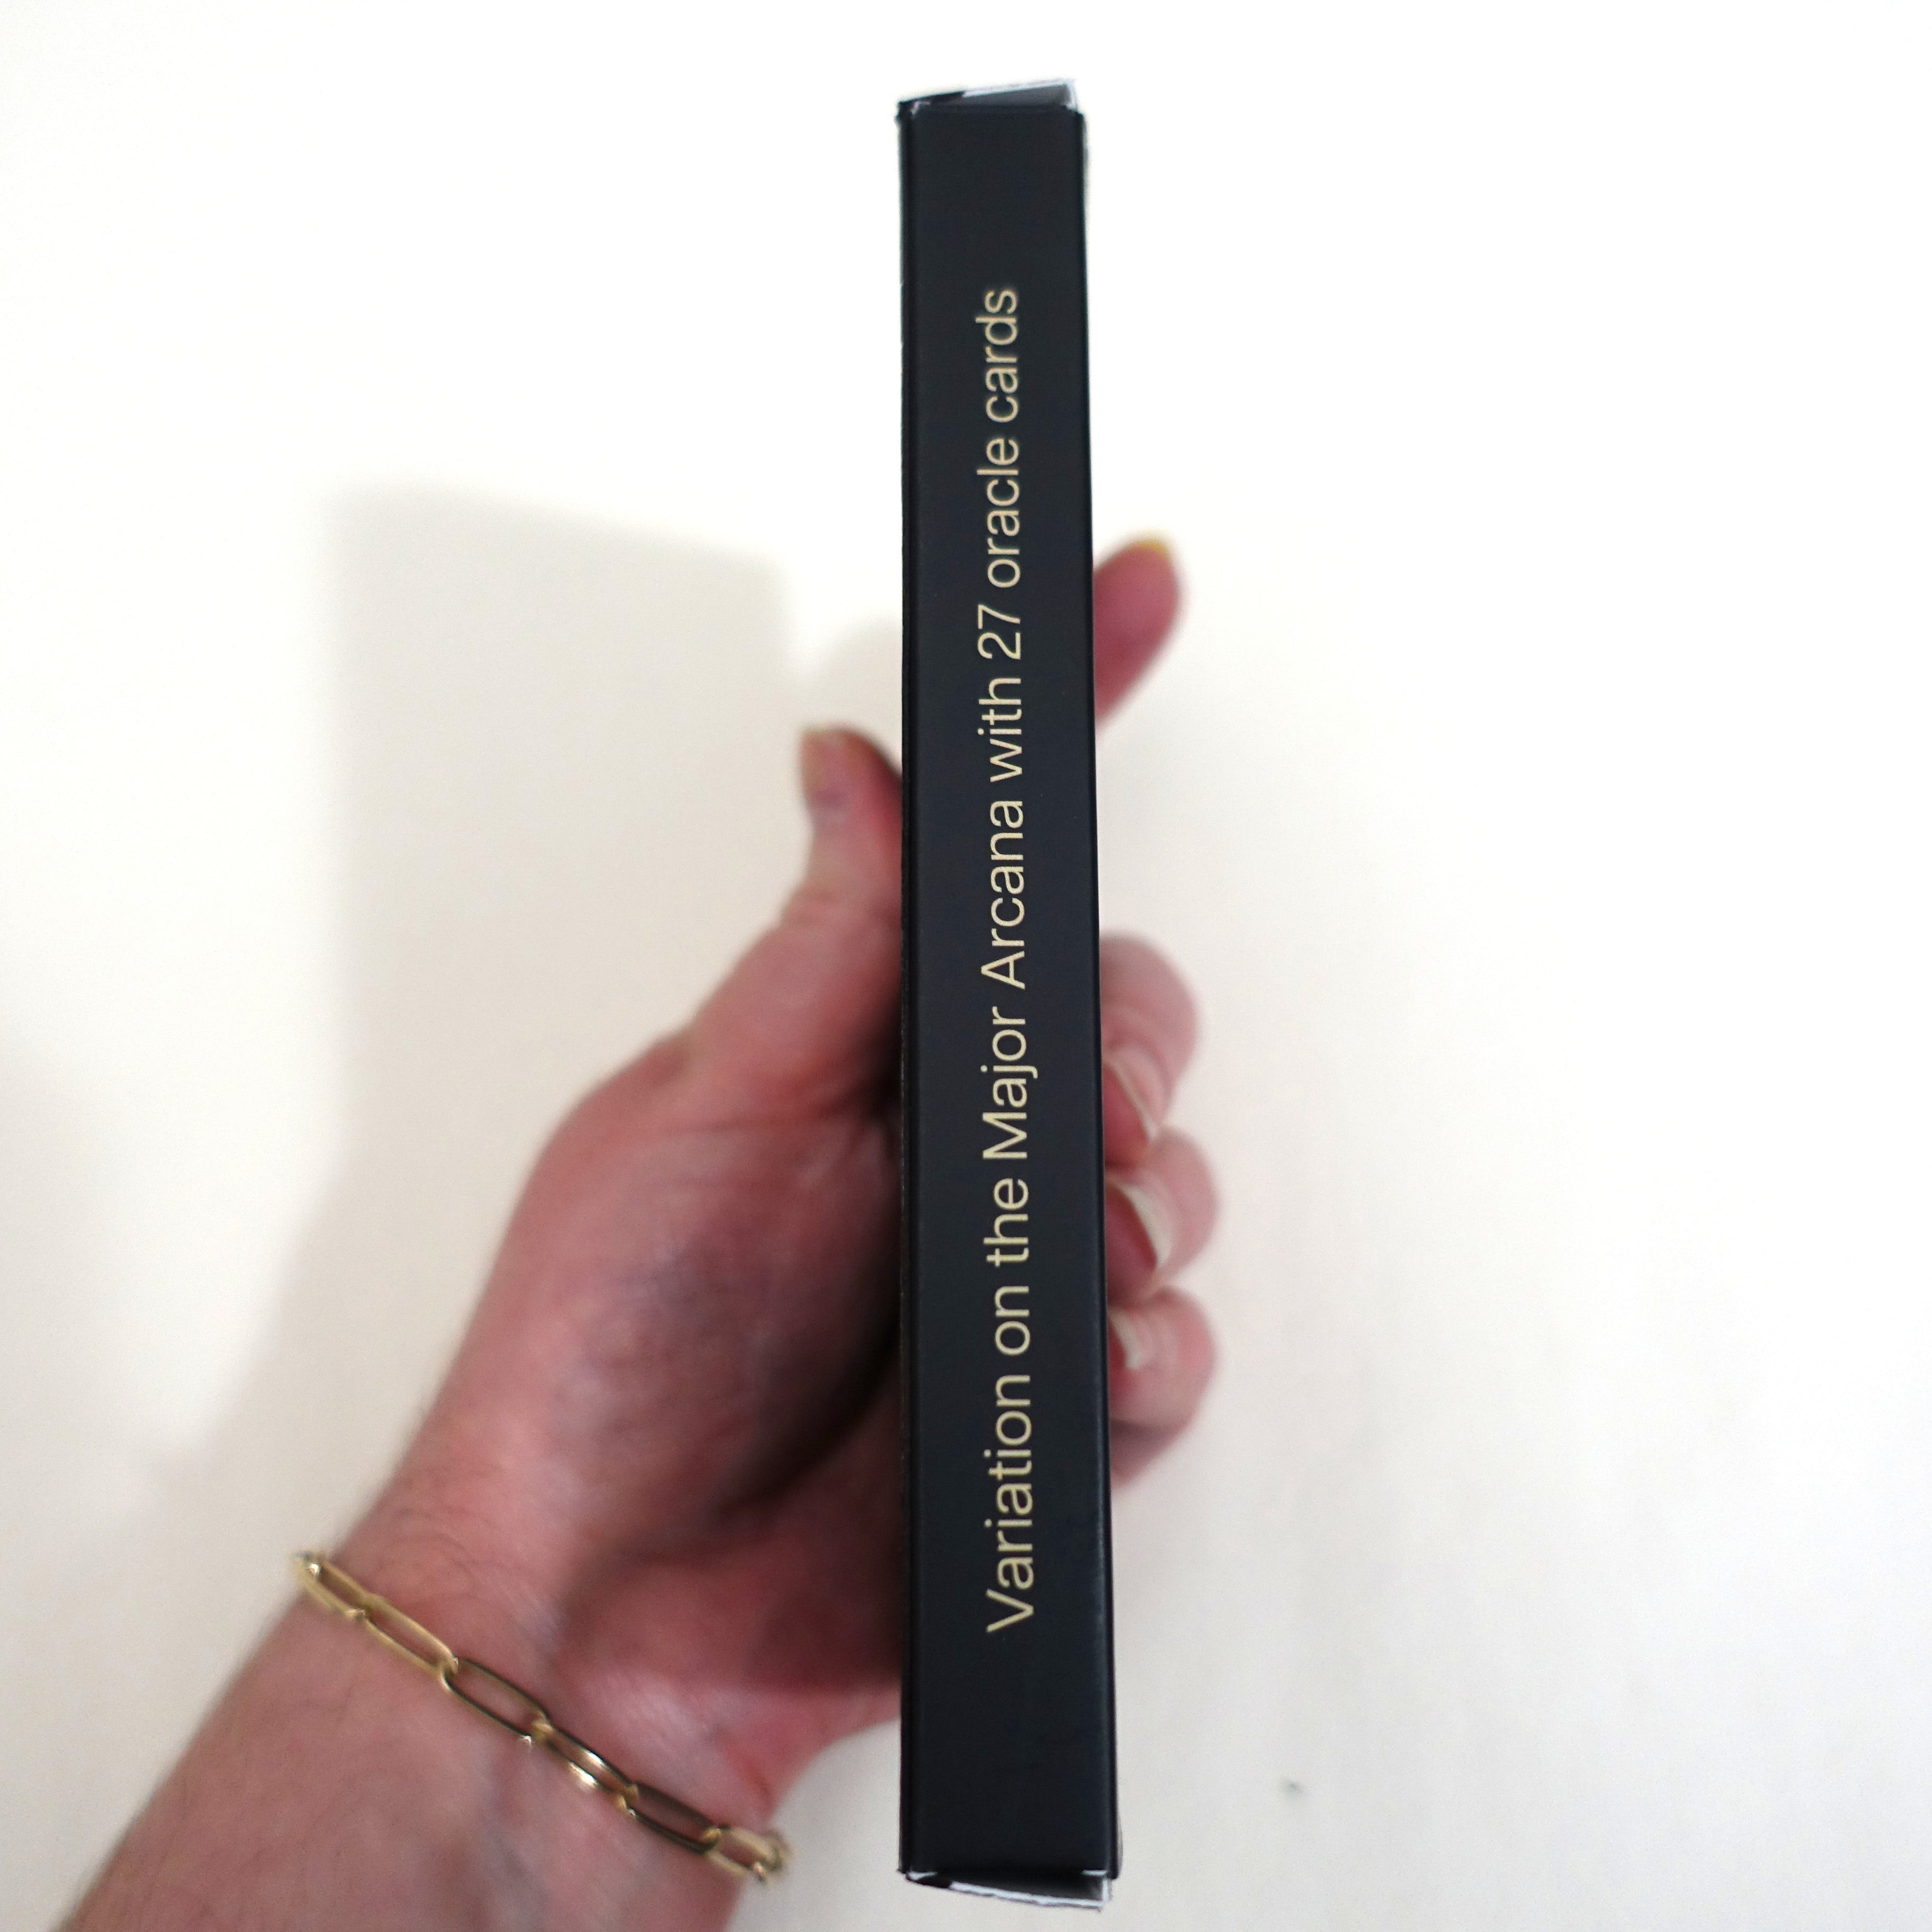 Variation on the Major Arcana with 27 oracle cards